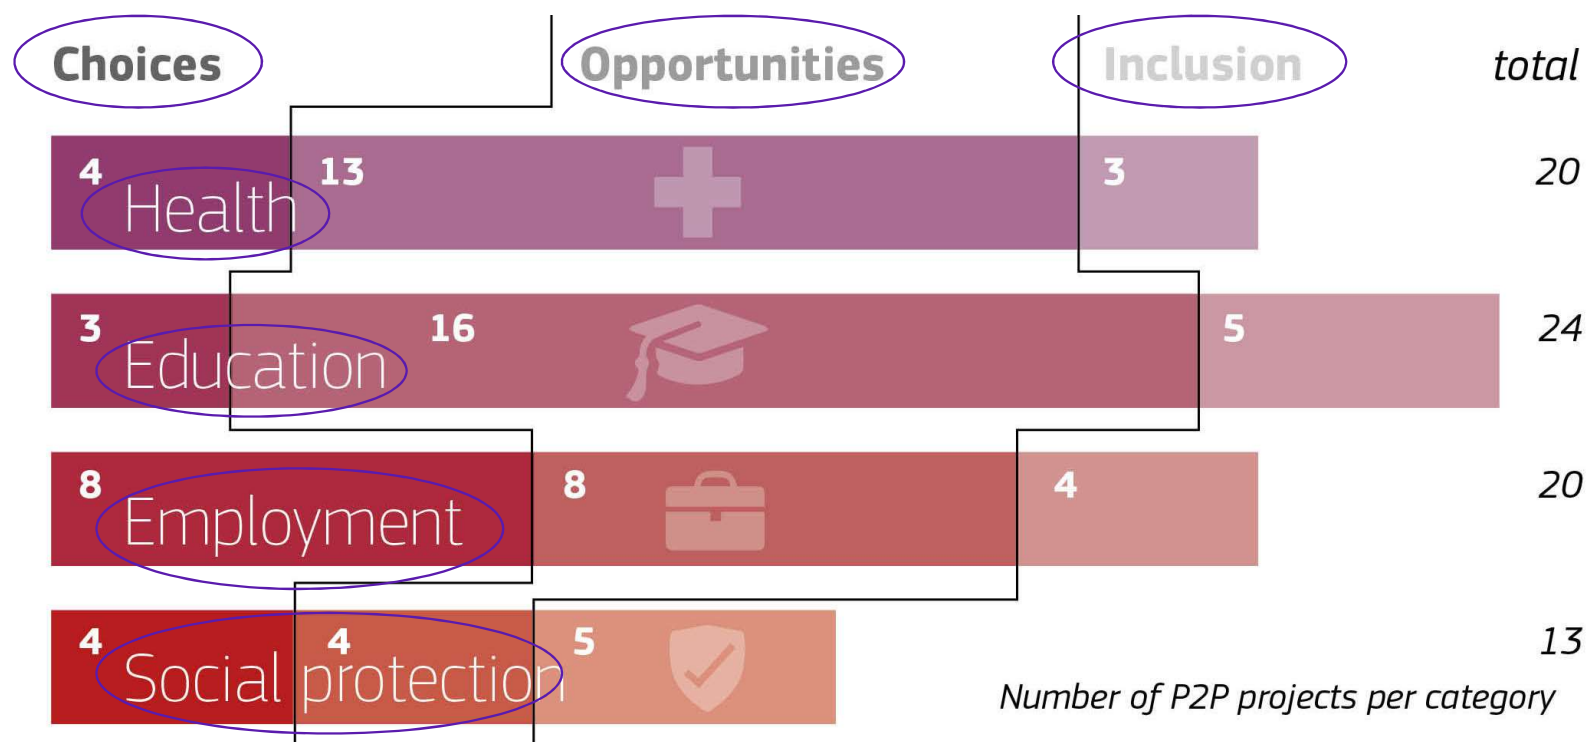 Choices Opportunities Inclusion total
4 13 3 20
Health
3 16 5 24
Education
8 8 4 20
Employment
4 4 5 13
Social protection
Number of P2P projects per category